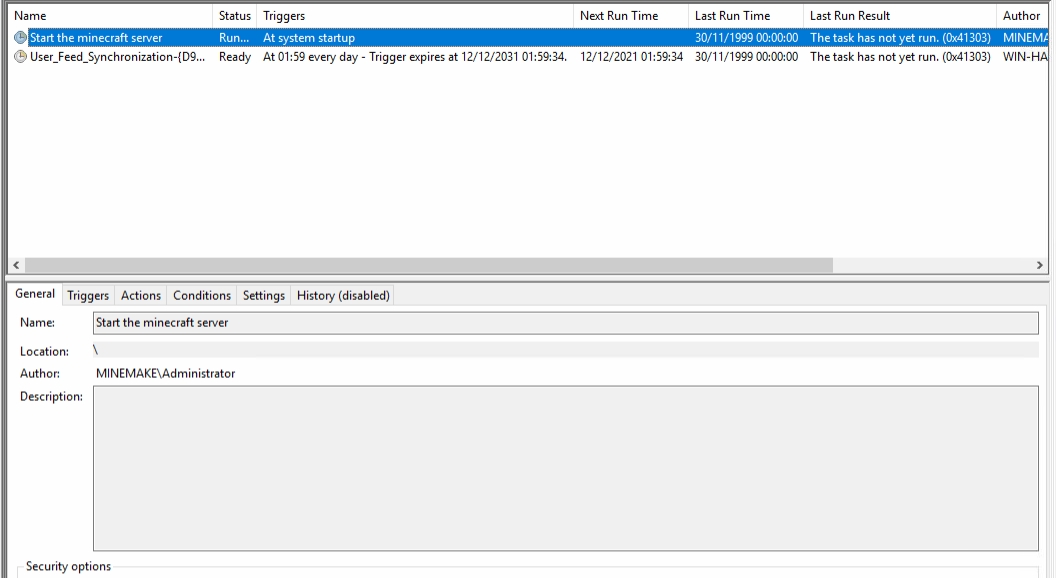 Name Status Triggers Next Run Time Last Run Time Last Run Result Author
Start the minecraft server Run... At system startup 30/11/1999 00:00:00 The task has not yet run. (0x41303) MINEMA
User_Feed_Synchronization-{D9... Ready At 01:59 every day - Trigger expires at 12/12/2031 01:59:34. 12/12/2021 01:59:34 30/11/1999 00:00:00 The task has not yet run. (0x41303) WIN-HA
General Triggers Actions Conditions Settings History (disabled)
Name: Start the minecraft server
Location: \
Author: MINEMAKE\Administrator
Description:
Security options